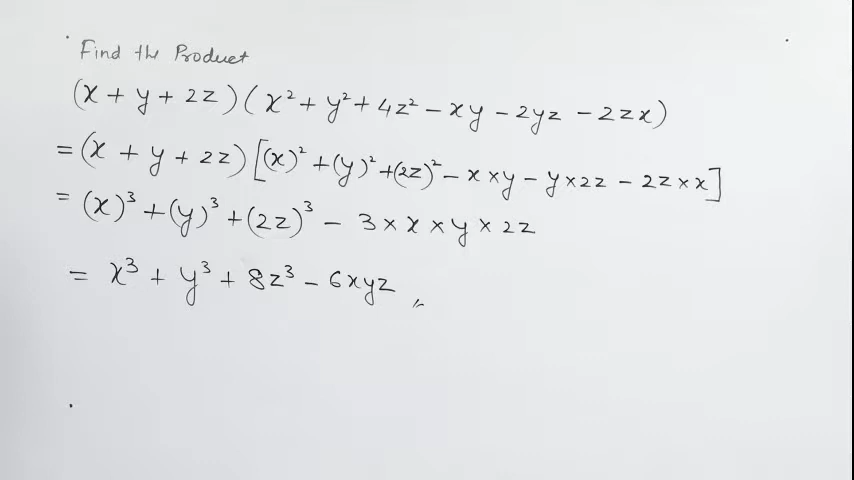 Find the Product
(x + y + 2z) (x² + y² + 4z² - xy - 2yz - 2zx)
= (x + y + 2z) [(x)² + (y)² + (2z)² - x × y - y × 2z - 2z × x]
= (x)³ + (y)³ + (2z)³ - 3 × x × y × 2z
= x³ + y³ + 8z³ - 6xyz